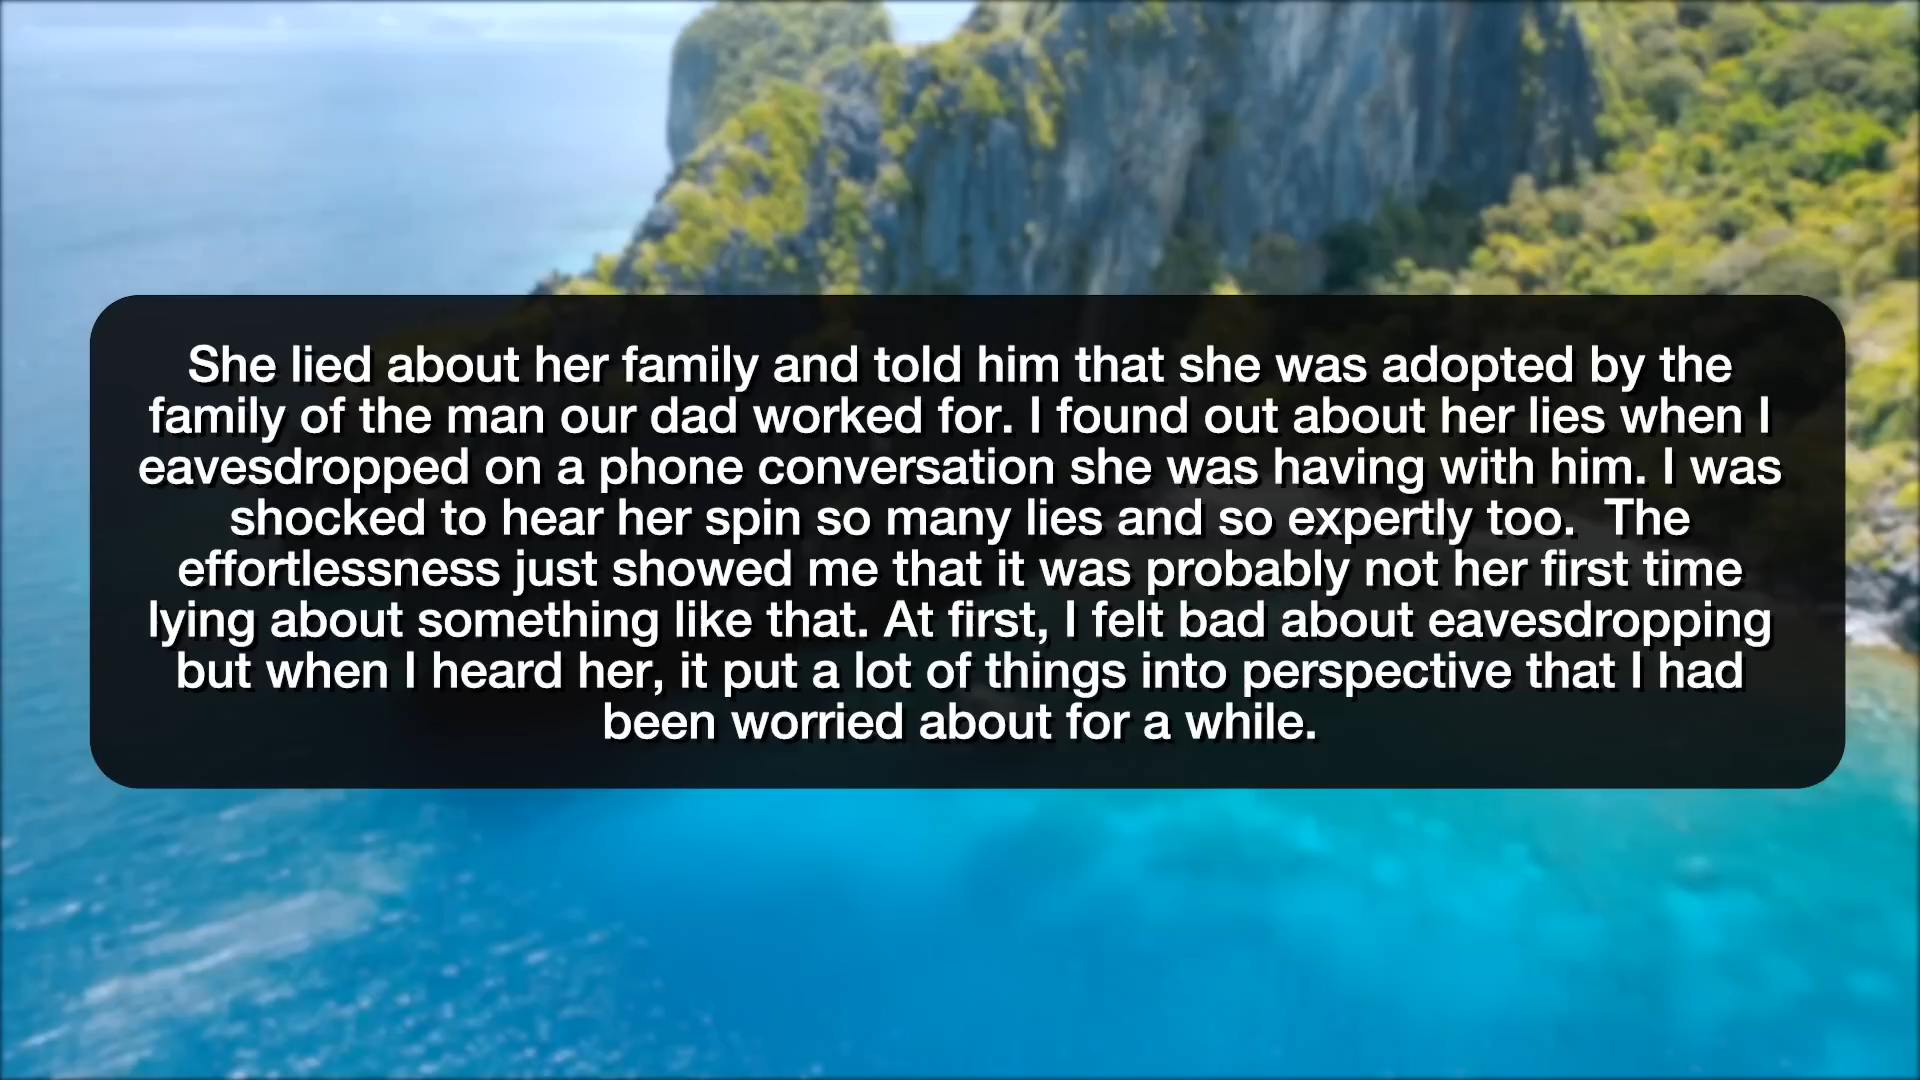 She lied about her family and told him that she was adopted by the
family of the man our dad worked for. I found out about her lies when I
eavesdropped on a phone conversation she was having with him. I was
shocked to hear her spin so many lies and so expertly too.  The
effortlessness just showed me that it was probably not her first time
lying about something like that. At first, I felt bad about eavesdropping
but when I heard her, it put a lot of things into perspective that I had
been worried about for a while.